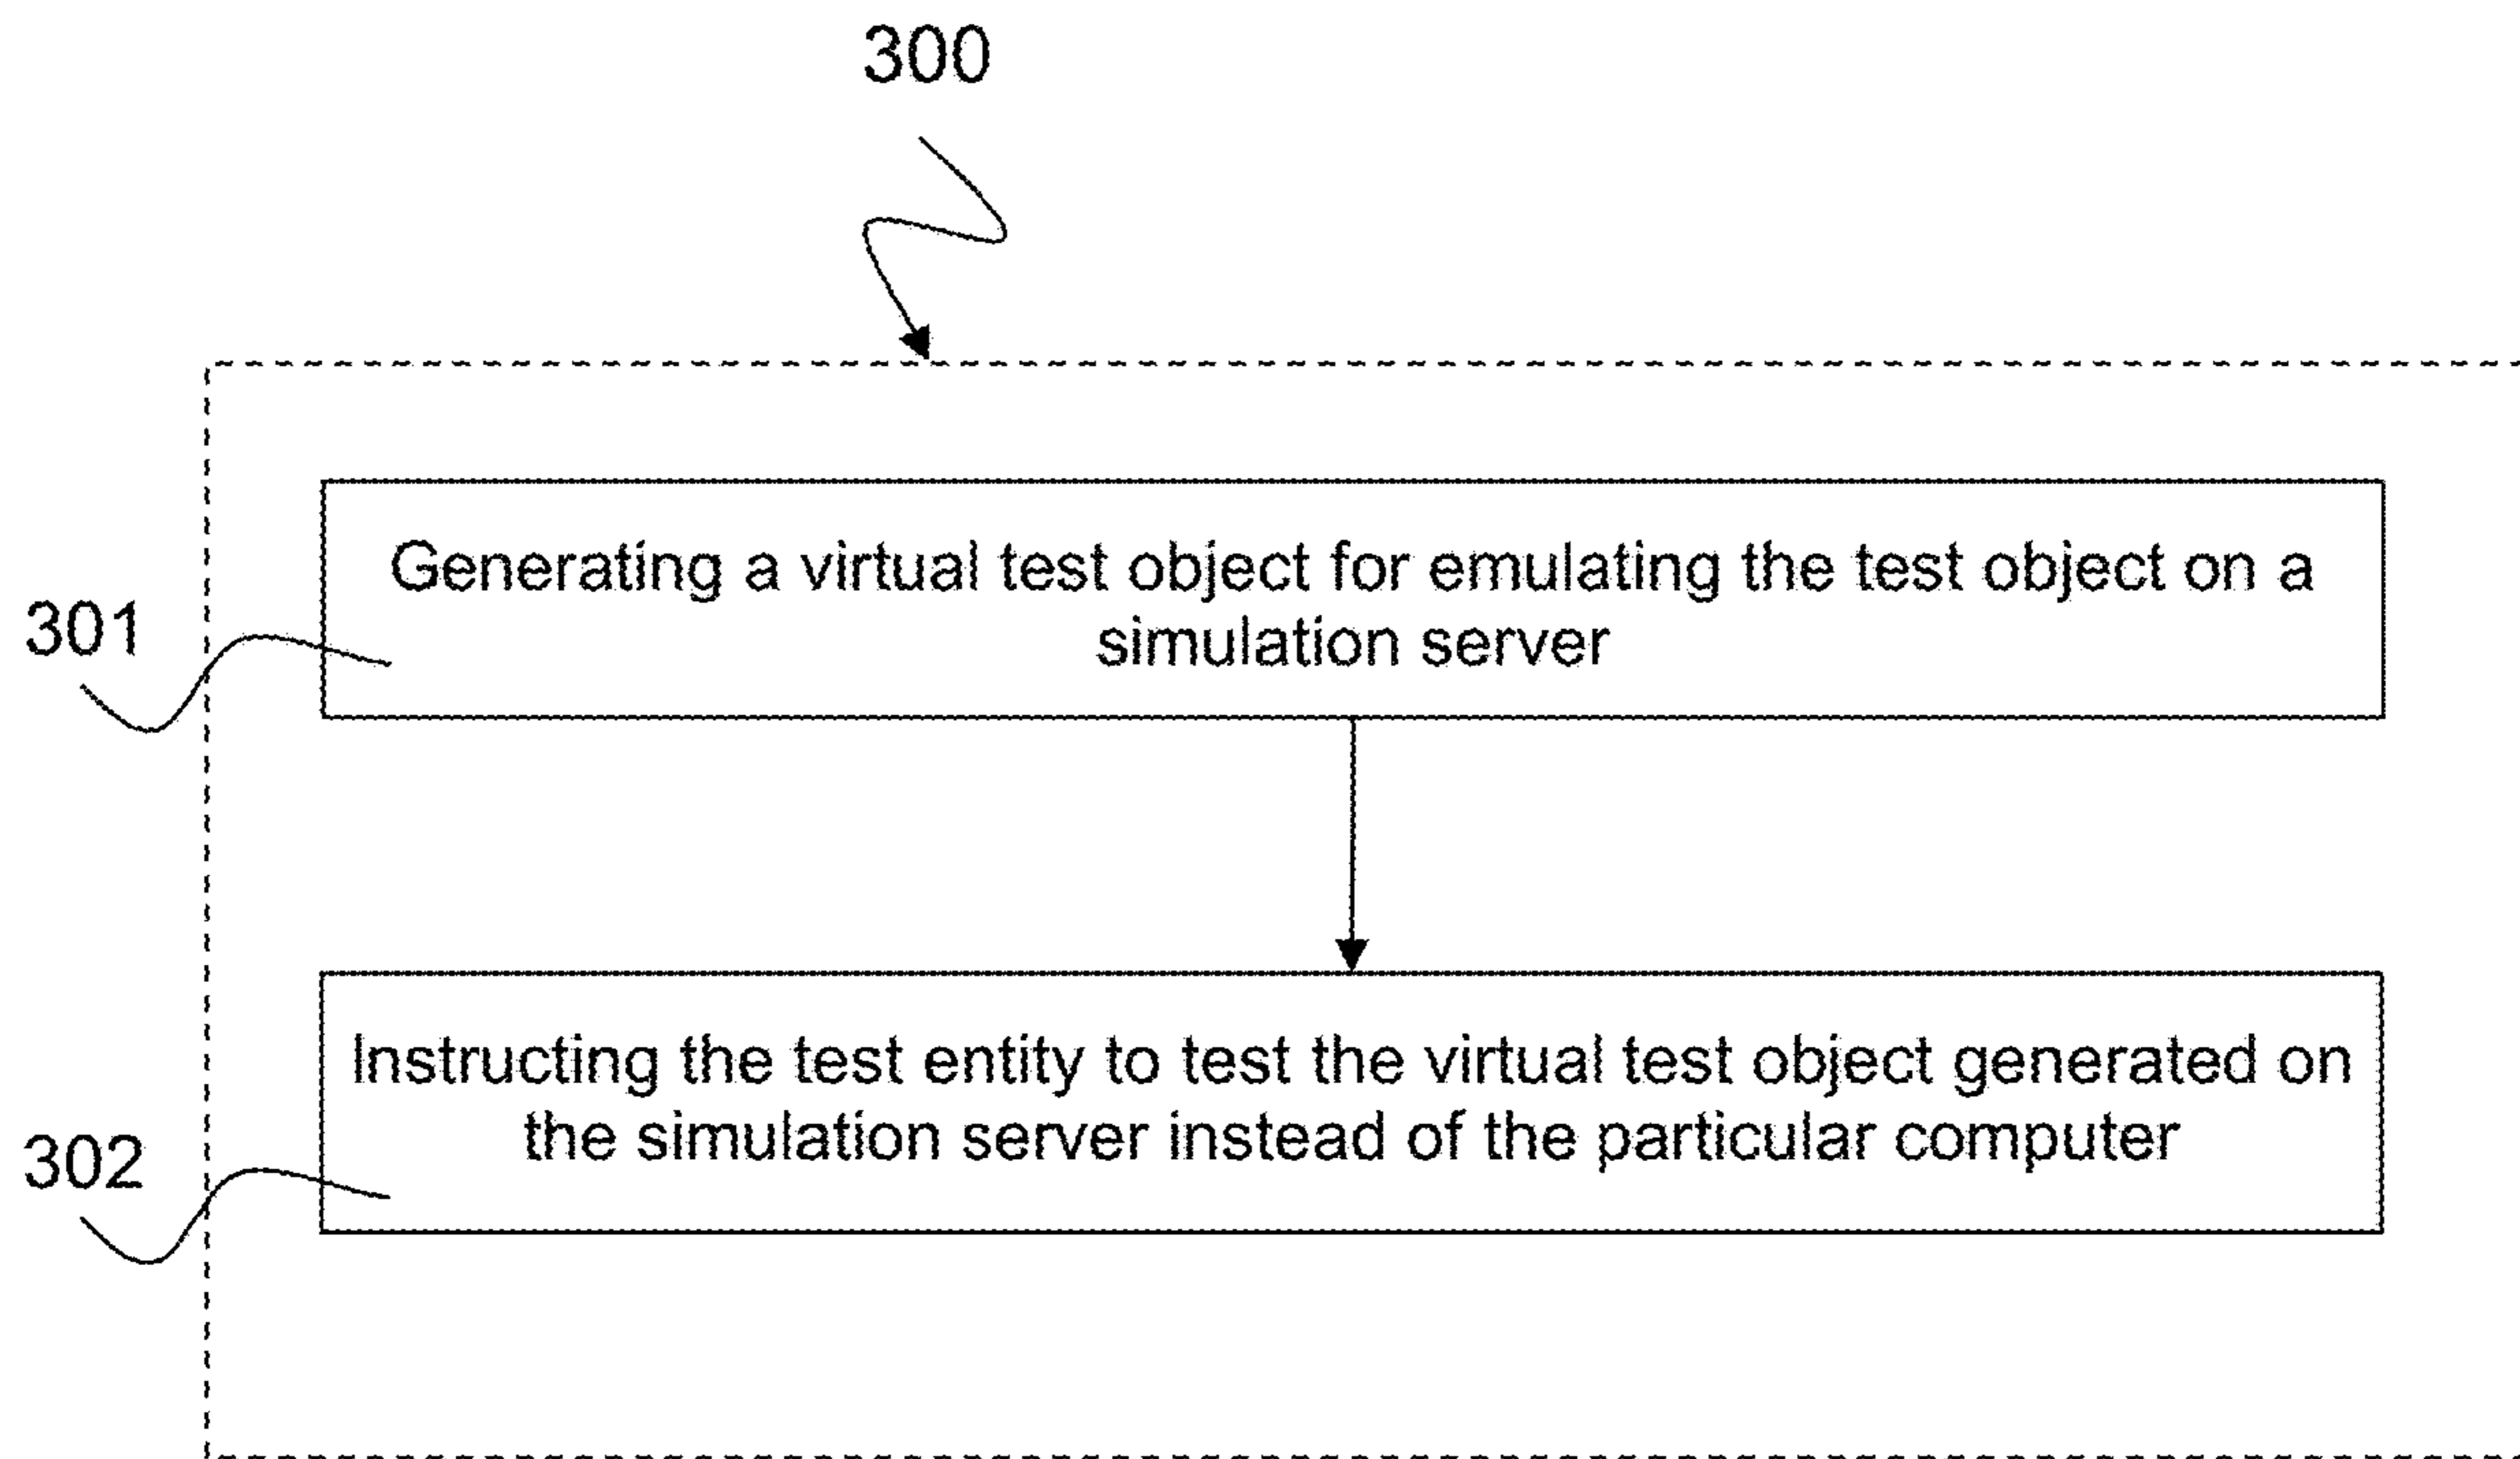 300
Generating a virtual test object for emulating the test object on a
simulation server
301
Instructing the test entity to test the virtual test object generated on
the simulation server instead of the particular computer
302